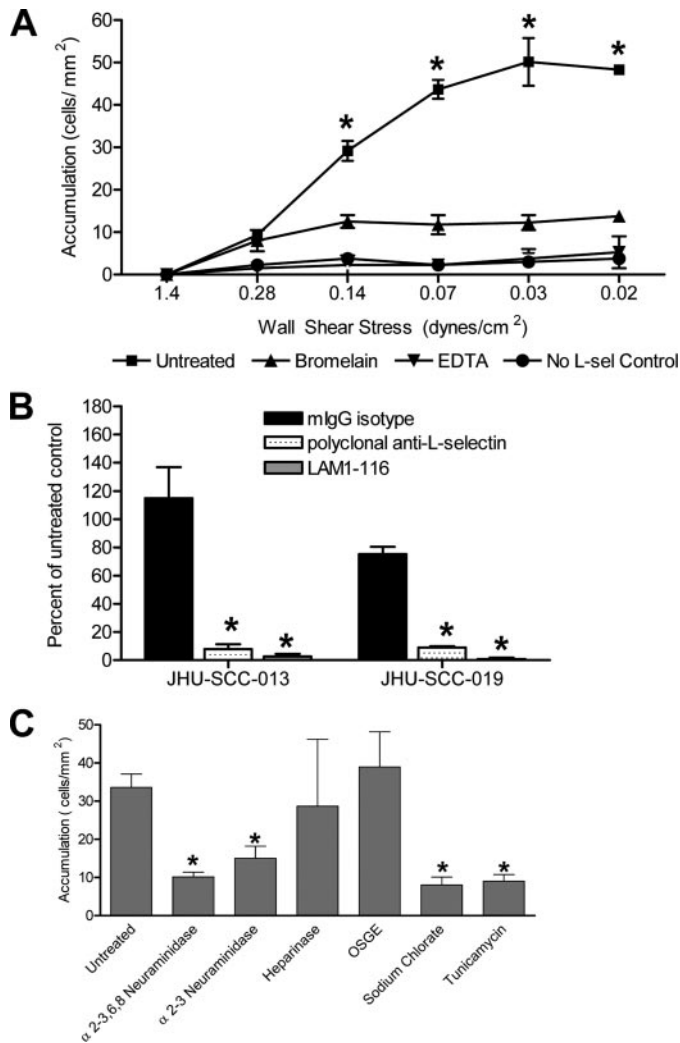 A
Accumulation (cells/ mm²)
60
50
40
30
20
10
0
* * * *
1.4 0.28 0.14 0.07 0.03 0.02
Wall Shear Stress (dynes/cm²)
Untreated Bromelain EDTA No L-sel Control
B
Percent of untreated control
180
160
140
120
100
80
60
40
20
0
mIgG isotype
polyclonal anti-L-selectin
LAM1-116
* * * *
JHU-SCC-013 JHU-SCC-019
C
Accumulation ( cells/mm²)
50
40
30
20
10
0
* * * *
Untreated
α 2-3,6,8 Neuraminidase
α 2-3 Neuraminidase
Heparinase
OSGE
Sodium Chlorate
Tunicamycin